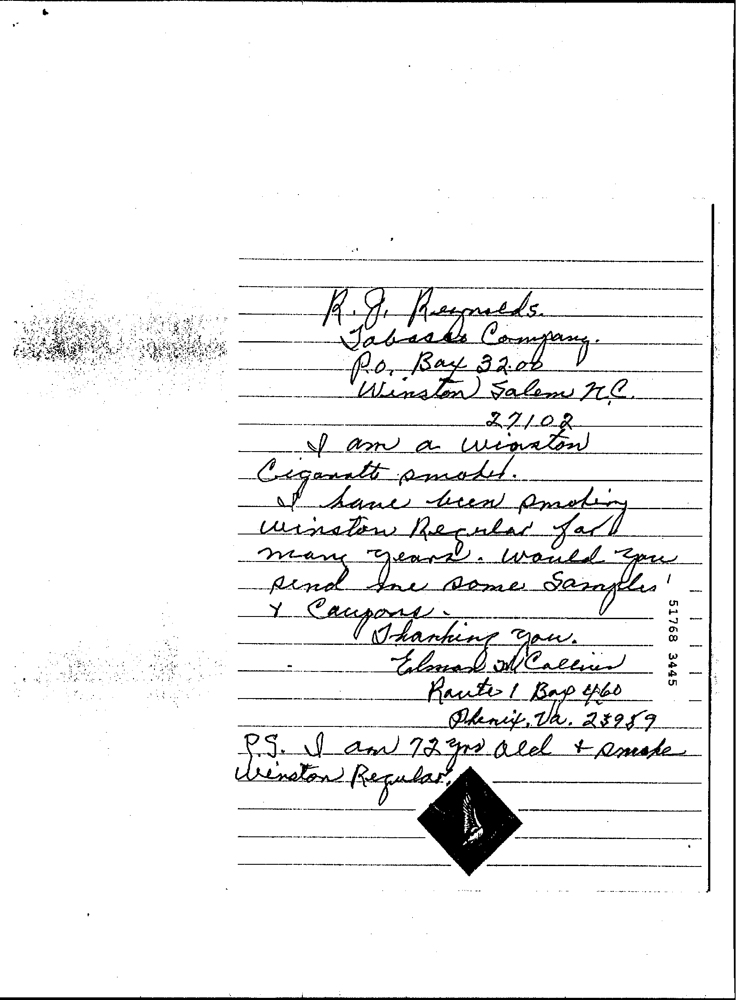 R. J. Reynolds.
Tobacco Company.
P.O. Box 3200
Winston Salem N.C.
27102
I am a winston
Cigarette smoker.
I have been smoking
winston Regular for
many years. would you
send me some Samples
& Coupons.
Thanking you.
Route 1 Box 460
Phenix, Va. 23959
P.S. I am 72 yrs old + smoke
Winston Regular.
51768 3445